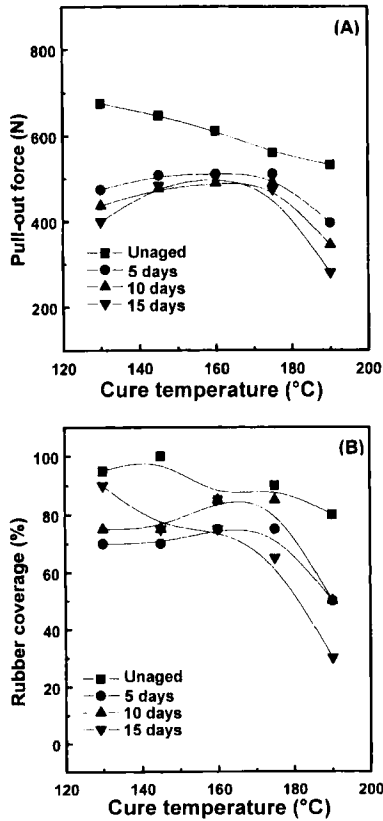 (A)
Pull-out force (N)
800
600
400
200
Unaged
5 days
10 days
15 days
120 140 160 180 200
Cure temperature (°C)
(B)
Rubber coverage (%)
100
80
60
40
20
0
Unaged
5 days
10 days
15 days
120 140 160 180 200
Cure temperature (°C)